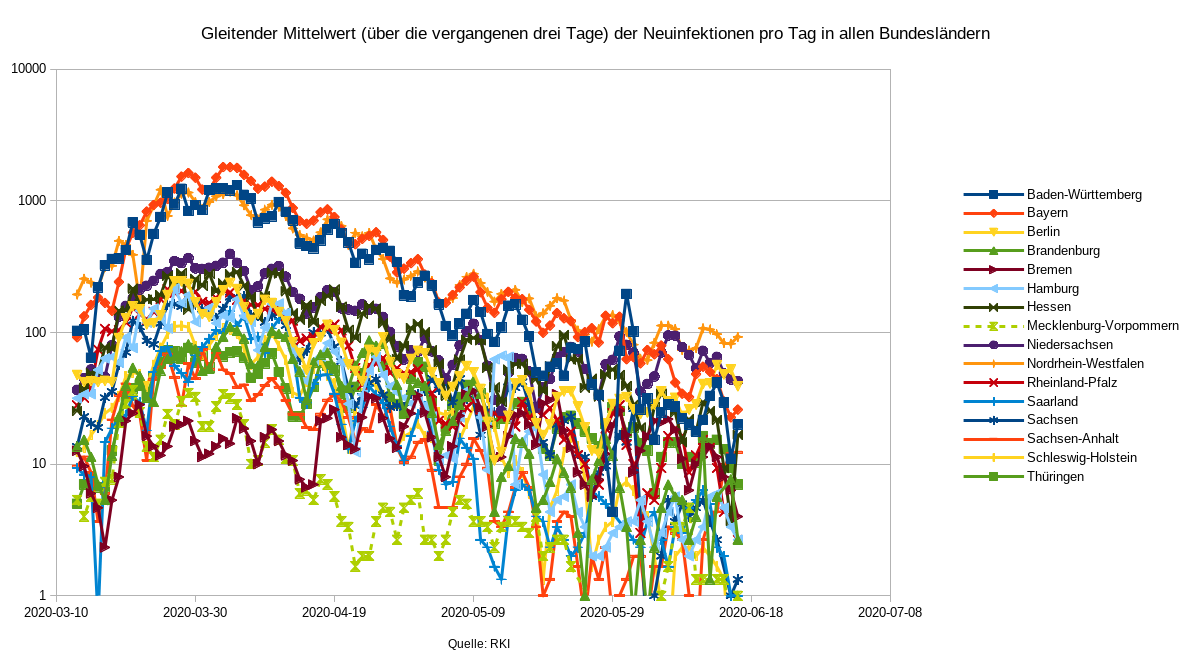 Gleitender Mittelwert (über die vergangenen drei Tage) der Neuinfektionen pro Tag in allen Bundesländern
10000
1000
100
10
1
2020-03-10 2020-03-30 2020-04-19 2020-05-09 2020-05-29 2020-06-18 2020-07-08
Baden-Württemberg
Bayern
Berlin
Brandenburg
Bremen
Hamburg
Hessen
Mecklenburg-Vorpommern
Niedersachsen
Nordrhein-Westfalen
Rheinland-Pfalz
Saarland
Sachsen
Sachsen-Anhalt
Schleswig-Holstein
Thüringen
Quelle: RKI